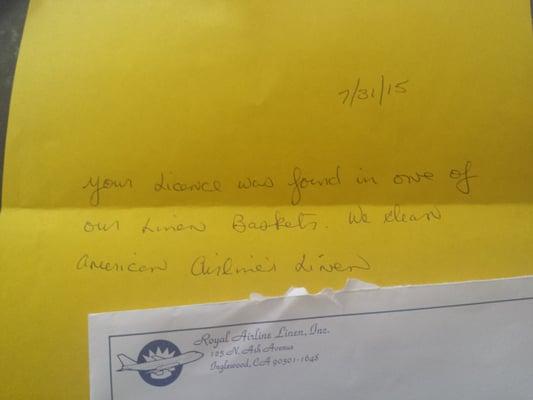 7/31/15
your Licence was found in one of
our Linen Baskets. We clean
American Airline's Linen
Royal Airline Linen, Inc.
125 N. Ash Avenue
Inglewood, CA 90301-1648